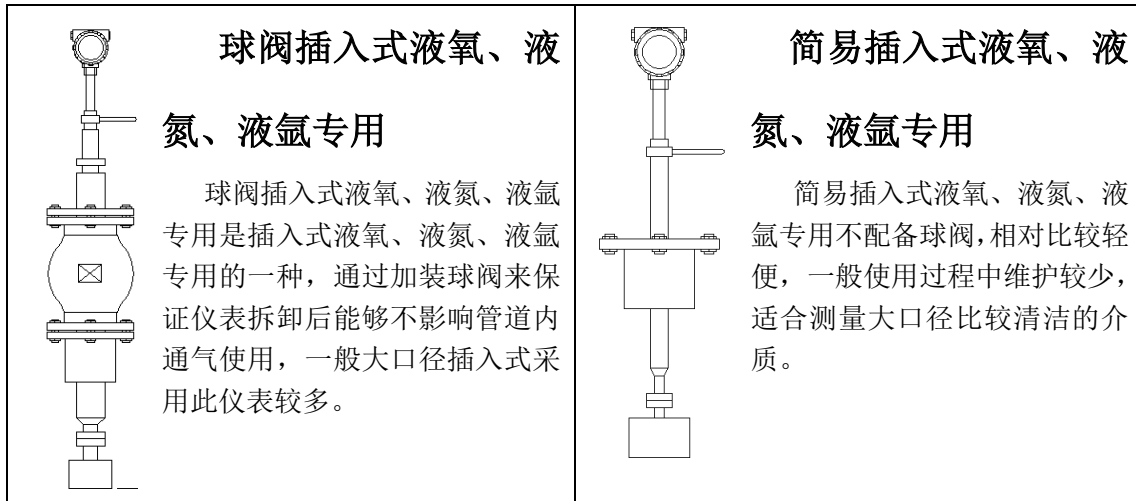 球阀插入式液氧、液
氮、液氩专用
球阀插入式液氧、液氮、液氩
专用是插入式液氧、液氮、液氩
专用的一种，通过加装球阀来保
证仪表拆卸后能够不影响管道内
通气使用，一般大口径插入式采
用此仪表较多。
简易插入式液氧、液
氮、液氩专用
简易插入式液氧、液氮、液
氩专用不配备球阀,相对比较轻
便，一般使用过程中维护较少，
适合测量大口径比较清洁的介
质。